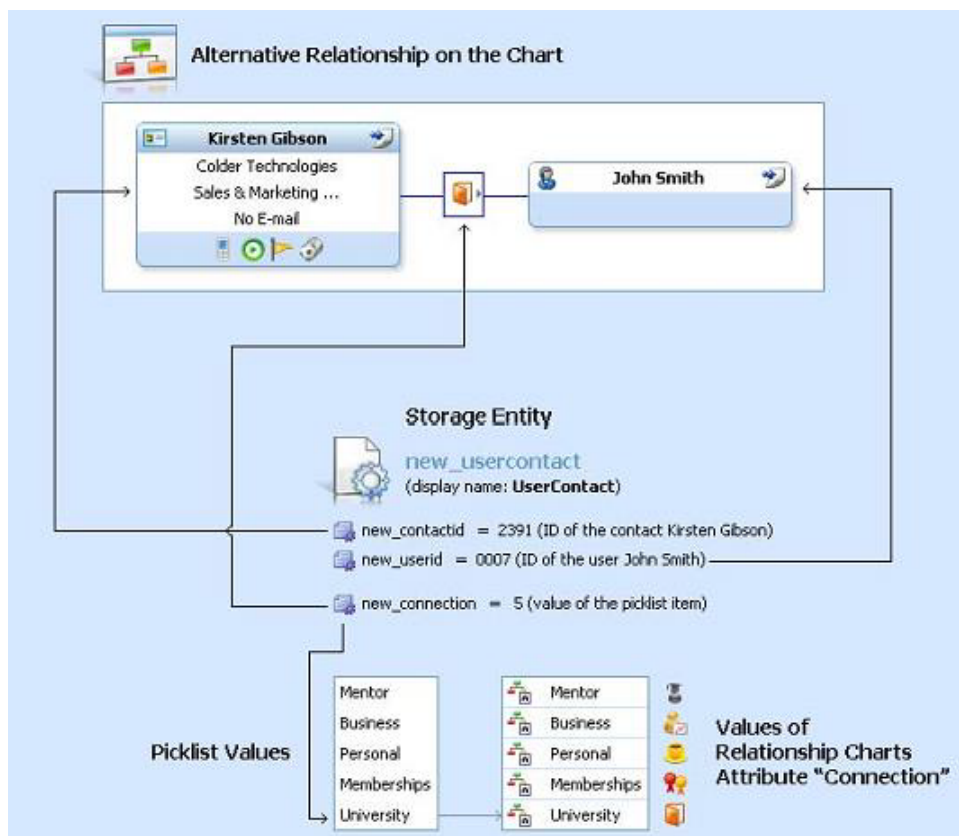 Alternative Relationship on the Chart
Kirsten Gibson
Colder Technologies
Sales & Marketing ...
No E-mail
John Smith
Storage Entity
new_usercontact
(display name: UserContact)
new_contactid = 2391 (ID of the contact Kirsten Gibson)
new_userid = 0007 (ID of the user John Smith)
new_connection = 5 (value of the picklist item)
Picklist Values
Mentor
Business
Personal
Memberships
University
Mentor
Business
Personal
Memberships
University
Values of
Relationship Charts
Attribute “Connection”